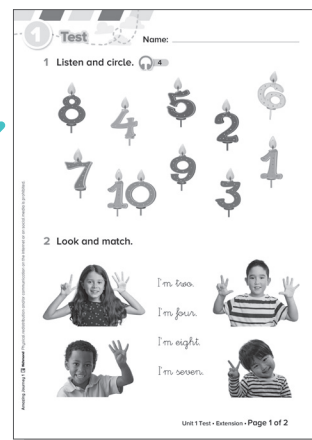 1 Test
Name:
1 Listen and circle. 4
8 4 5 2 6
7 10 9 3 1
2 Look and match.
I'm two.
I'm four.
I'm eight.
I'm seven.
Unit 1 Test • Extension • Page 1 of 2